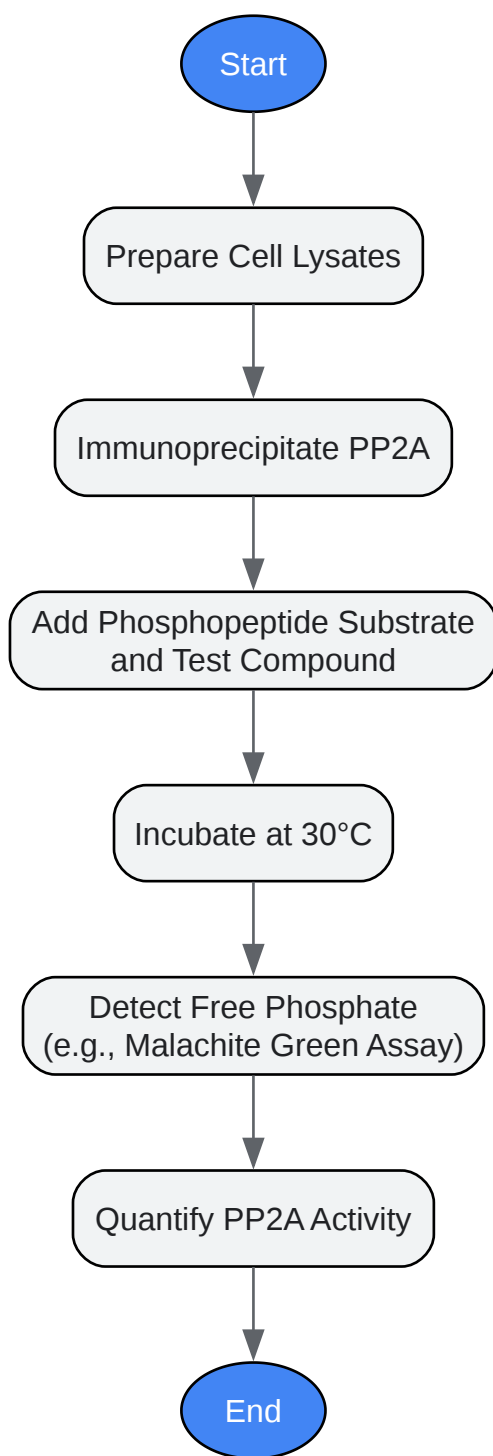 Start
Prepare Cell Lysates
Immunoprecipitate PP2A
Add Phosphopeptide Substrate
and Test Compound
Incubate at 30°C
Detect Free Phosphate
(e.g., Malachite Green Assay)
Quantify PP2A Activity
End